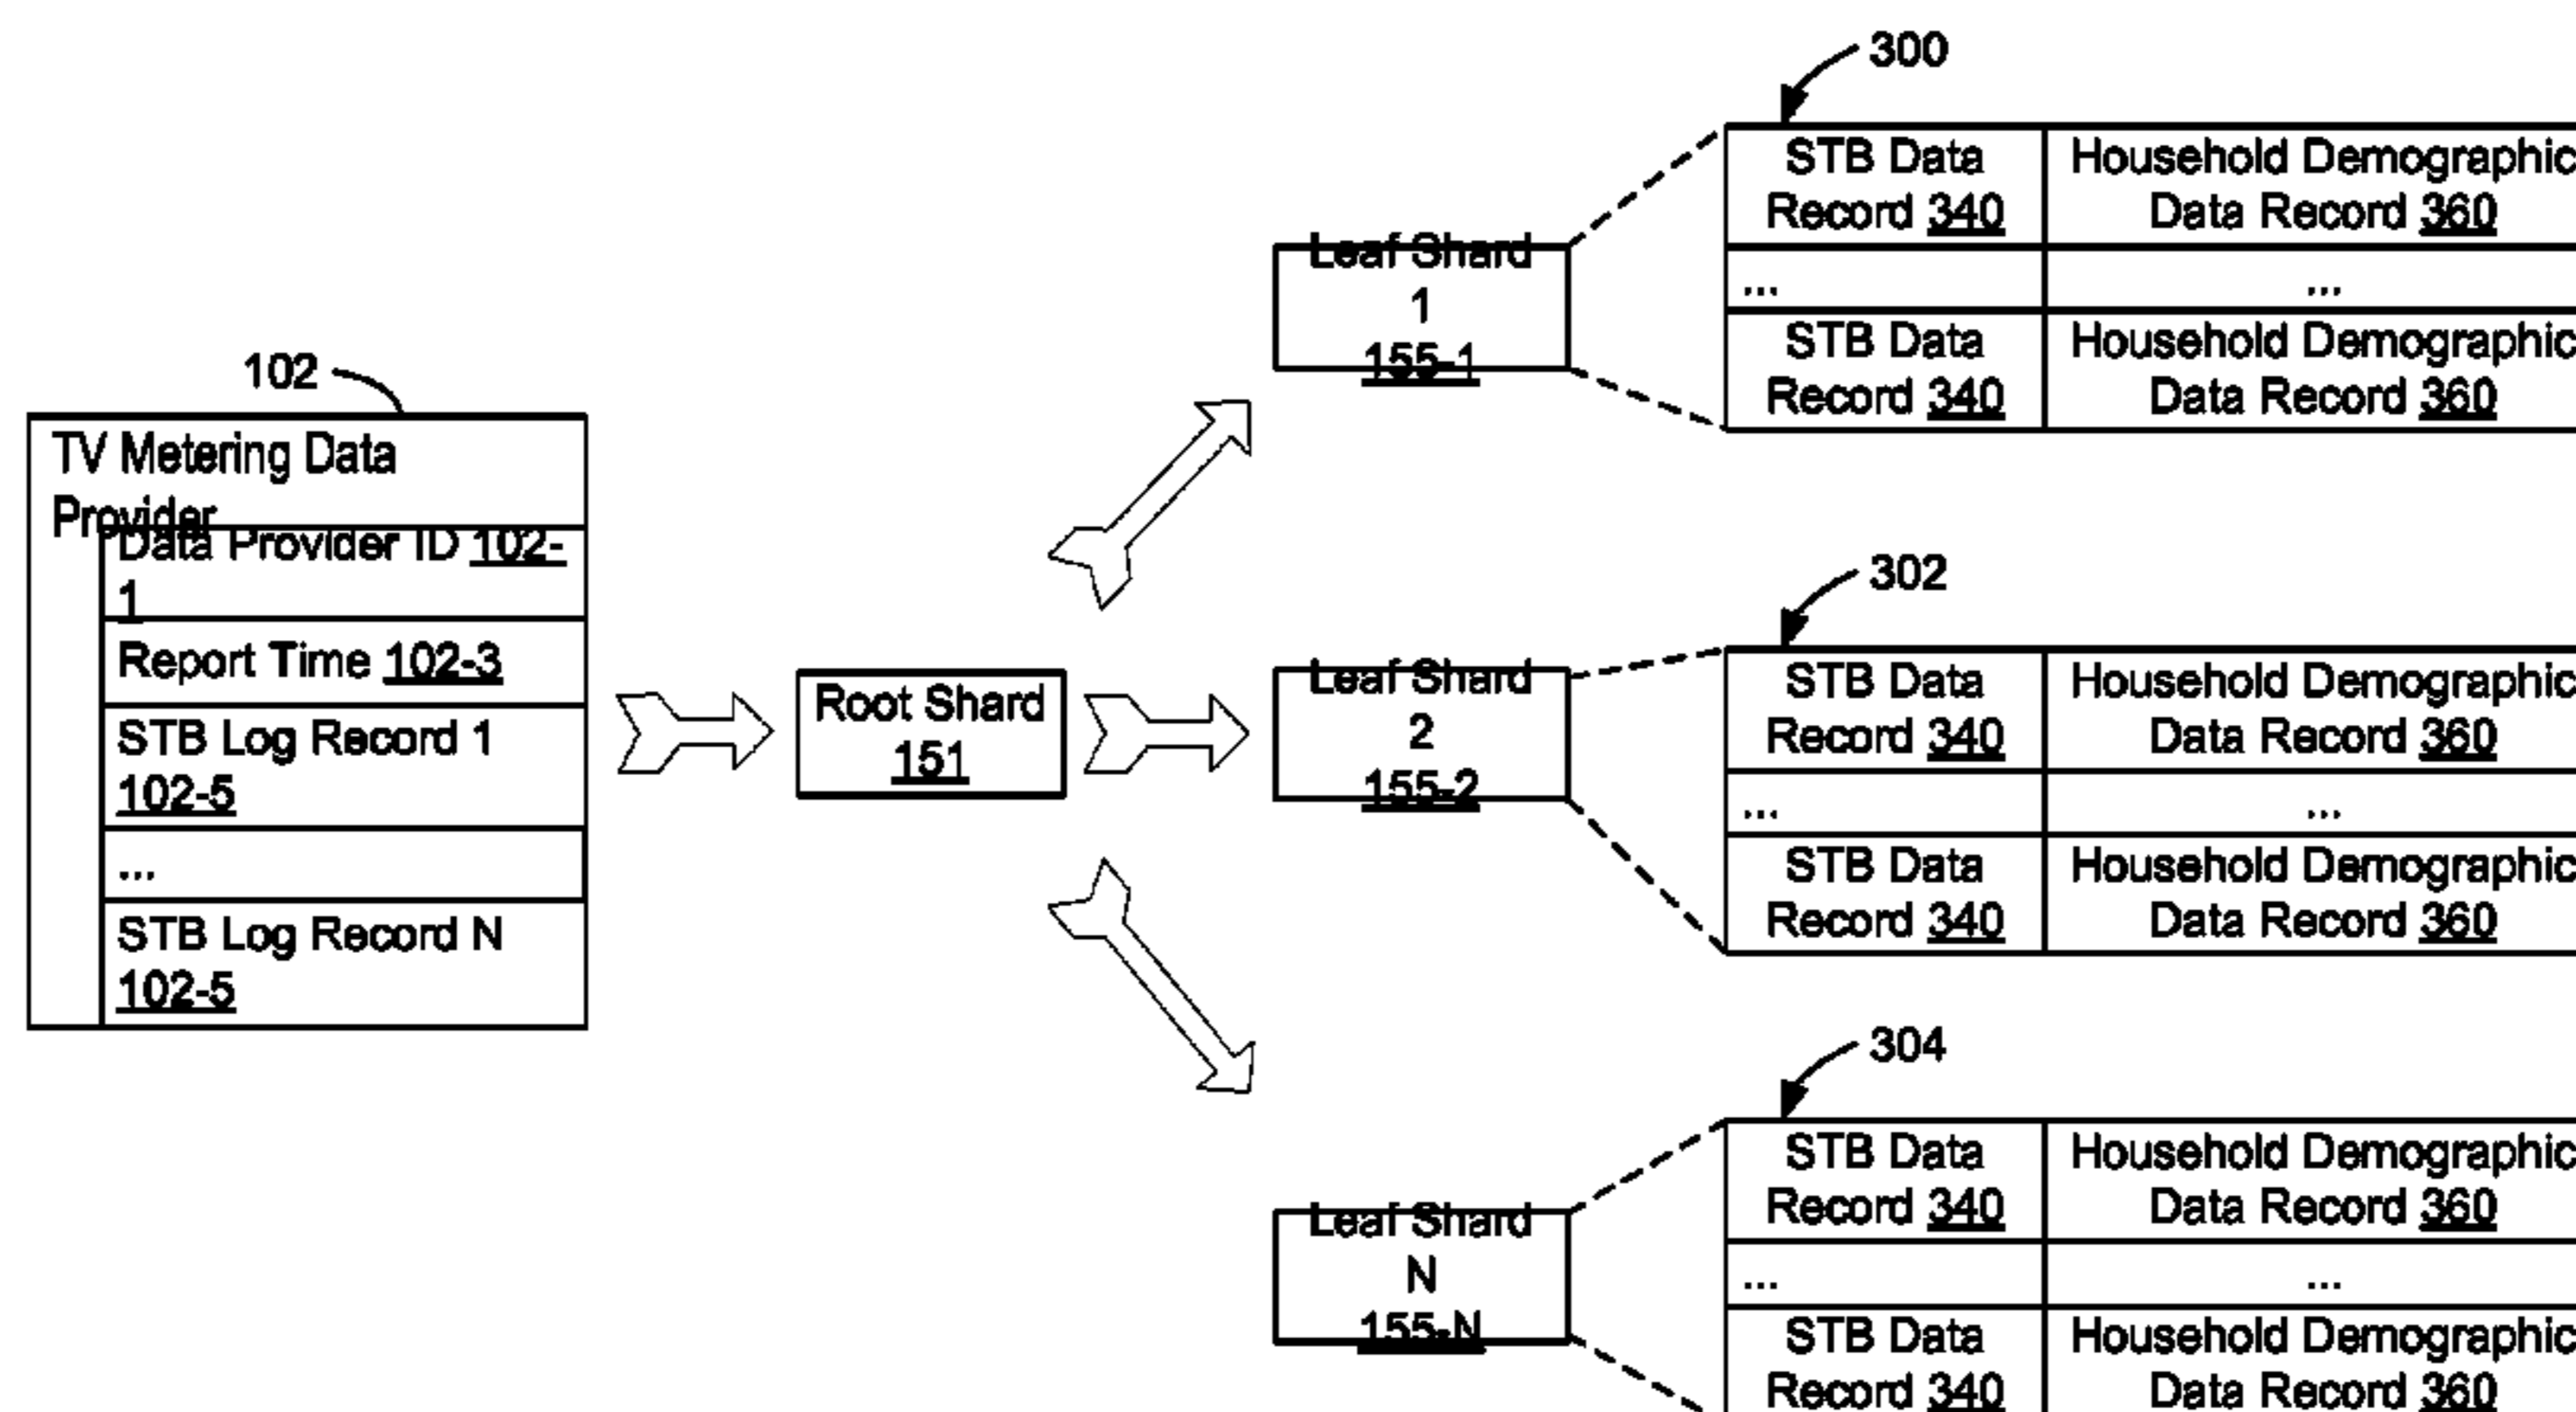 102
TV Metering Data
Provider
Data Provider ID 102-
1
Report Time 102-3
STB Log Record 1
102-5
...
STB Log Record N
102-5
Root Shard
151
Leaf Shard
1
155-1
Leaf Shard
2
155-2
Leaf Shard
N
155-N
300
STB Data
Record 340
Household Demographic
Data Record 360
...
...
STB Data
Record 340
Household Demographic
Data Record 360
302
STB Data
Record 340
Household Demographic
Data Record 360
...
...
STB Data
Record 340
Household Demographic
Data Record 360
304
STB Data
Record 340
Household Demographic
Data Record 360
...
...
STB Data
Record 340
Household Demographic
Data Record 360